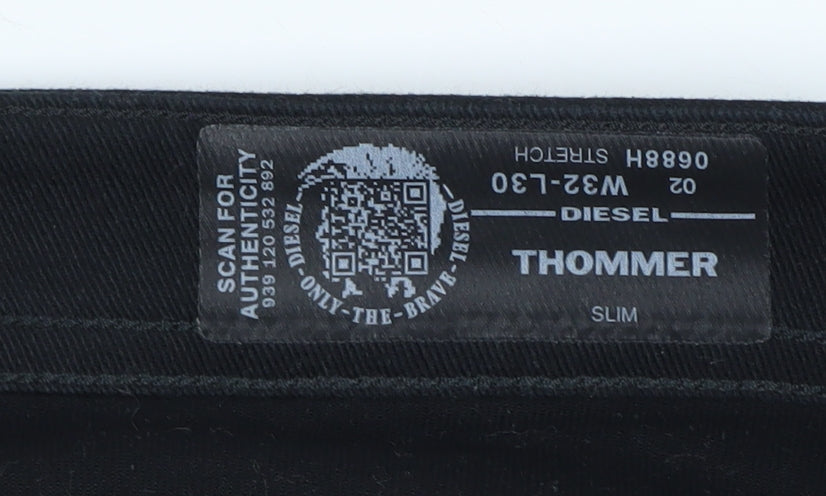 SCAN FOR
AUTHENTICITY
939 120 532 892
DIESEL-ONLY-THE-BRAVE-DIESEL
0688H STRETCH
02 W32-L30
DIESEL
THOMMER
SLIM